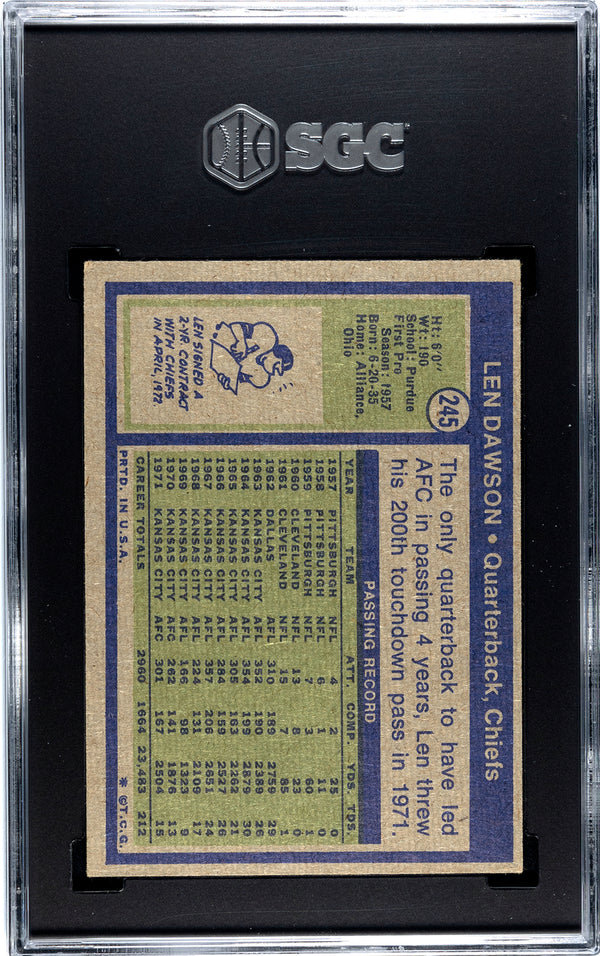 SGC
LEN DAWSON • Quarterback, Chiefs
245
Ht: 6'0"
Wt: 190
School: Purdue
First Pro
Season: 1957
Born: 6-20-35
Home: Alliance,
Ohio
LEN SIGNED A
2-YR. CONTRACT
WITH CHIEFS
IN APRIL, 1972.
The only quarterback to have led
AFC in passing 4 years, Len threw
his 200th touchdown pass in 1971.
PASSING RECORD
YEAR TEAM ATT. COMP. YDS. TDS.
1957 PITTSBURGH NFL 4 2 25 0
1958 PITTSBURGH NFL 6 1 11 0
1959 PITTSBURGH NFL 7 3 60 1
1960 CLEVELAND NFL 13 8 23 0
1961 CLEVELAND NFL 15 7 85 1
1962 DALLAS AFL 310 189 2759 29
1963 KANSAS CITY AFL 352 190 2389 26
1964 KANSAS CITY AFL 354 199 2879 30
1965 KANSAS CITY AFL 305 163 2262 21
1966 KANSAS CITY AFL 284 159 2527 26
1967 KANSAS CITY AFL 357 206 2651 24
1968 KANSAS CITY AFL 224 131 2109 17
1969 KANSAS CITY AFL 166 98 1323 9
1970 KANSAS CITY AFC 262 141 1876 13
1971 KANSAS CITY AFC 301 167 2504 15
CAREER TOTALS 2960 1664 23,483 212
PRTD. IN U.S.A. * ©T.C.G.